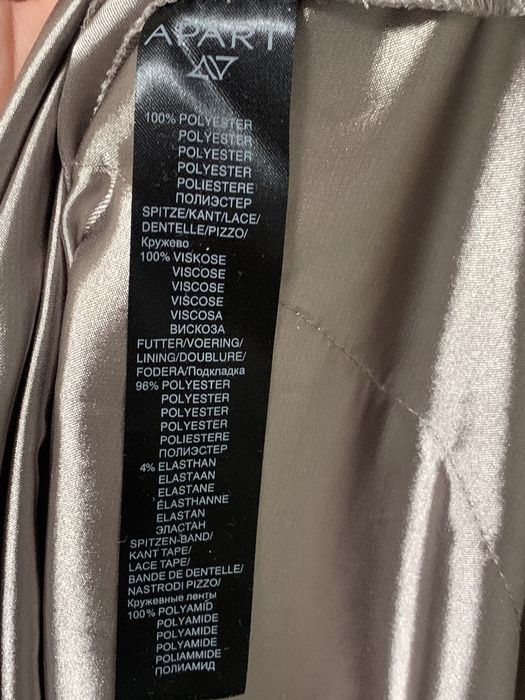 APART
100% POLYESTER
POLYESTER
POLYESTER
POLYESTER
POLIESTERE
ПОЛИЭСТЕР
SPITZE/KANT/LACE/
DENTELLE/PIZZO/
Кружево
100% VISKOSE
VISCOSE
VISCOSE
VISCOSE
VISCOSA
ВИСКОЗА
FUTTER/VOERING/
LINING/DOUBLURE/
FODERA/Подкладка
96% POLYESTER
POLYESTER
POLYESTER
POLYESTER
POLIESTERE
ПОЛИЭСТЕР
4% ELASTHAN
ELASTAAN
ELASTANE
ÉLASTHANNE
ELASTAN
ЭЛАСТАН
SPITZEN-BAND/
KANT TAPE/
LACE TAPE/
BANDE DE DENTELLE/
NASTRODI PIZZO/
Кружевные ленты
100% POLYAMID
POLYAMIDE
POLYAMIDE
POLYAMIDE
POLIAMMIDE
ПОЛИАМИД